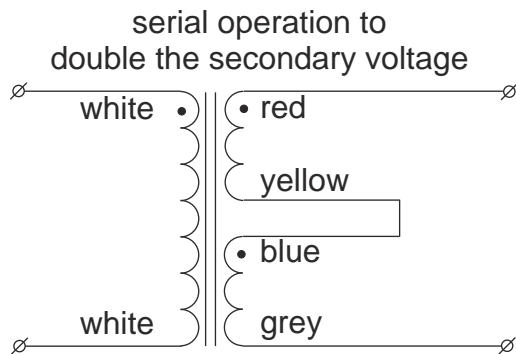 serial operation to
double the secondary voltage
white red
yellow
blue
white grey